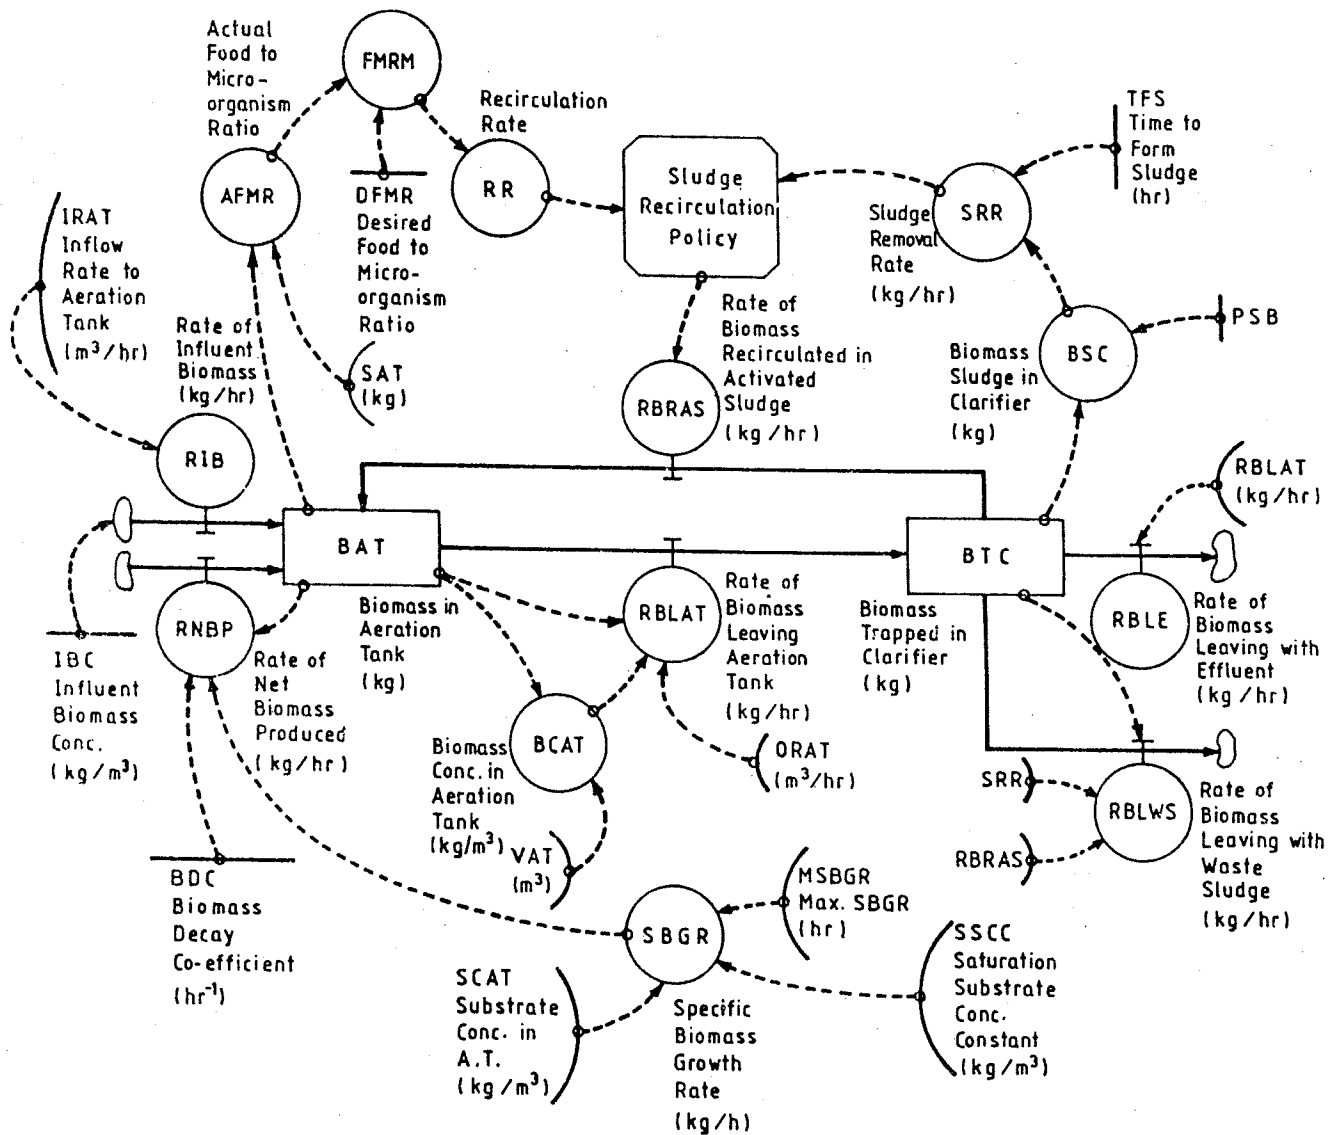 Actual
Food to
Micro-
organism
Ratio
FMRM
Recirculation
Rate
TFS
Time to
Form
Sludge
(hr)
AFMR
DFMR
Desired
Food to
Micro-
organism
Ratio
RR
Sludge
Recirculation
Policy
Sludge
Removal
Rate
(kg/hr)
SRR
IRAT
Inflow
Rate to
Aeration
Tank
(m³/hr)
Rate of
Influent
Biomass
(kg/hr)
SAT
(kg)
Rate of
Biomass
Recirculated in
Activated
Sludge
(kg/hr)
RBRAS
Biomass
Sludge in
Clarifier
(kg)
BSC
PSB
RIB
RBLAT
(kg/hr)
BAT
BTC
RNBP
IBC
Influent
Biomass
Conc.
(kg/m³)
Rate of
Net
Biomass
Produced
(kg/hr)
Biomass in
Aeration
Tank
(kg)
RBLAT
Rate of
Biomass
Leaving
Aeration
Tank
(kg/hr)
Biomass
Trapped in
Clarifier
(kg)
RBLE
Rate of
Biomass
Leaving with
Effluent
(kg/hr)
Biomass
Conc. in
Aeration
Tank
(kg/m³)
BCAT
ORAT
(m³/hr)
VAT
(m³)
SRR
RBRAS
RBLWS
Rate of
Biomass
Leaving with
Waste
Sludge
(kg/hr)
BDC
Biomass
Decay
Co-efficient
(hr⁻¹)
SBGR
MSBGR
Max. SBGR
(hr)
SCAT
Substrate
Conc. in
A.T.
(kg/m³)
Specific
Biomass
Growth
Rate
(kg/h)
SSCC
Saturation
Substrate
Conc.
Constant
(kg/m³)